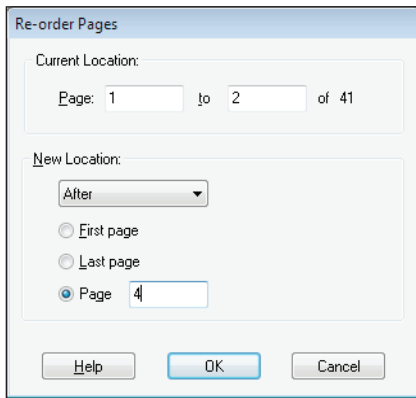 Re-order Pages
Current Location:
Page: 1 to 2 of 41
New Location:
After
First page
Last page
Page 4
Help OK Cancel